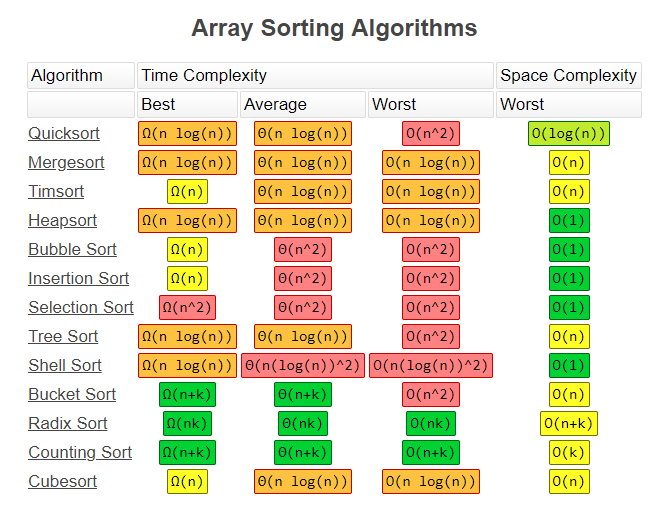 Array Sorting Algorithms
Algorithm Time Complexity Space Complexity
Best Average Worst Worst
Quicksort Ω(n log(n)) Θ(n log(n)) O(n^2) O(log(n))
Mergesort Ω(n log(n)) Θ(n log(n)) O(n log(n)) O(n)
Timsort Ω(n) Θ(n log(n)) O(n log(n)) O(n)
Heapsort Ω(n log(n)) Θ(n log(n)) O(n log(n)) O(1)
Bubble Sort Ω(n) Θ(n^2) O(n^2) O(1)
Insertion Sort Ω(n) Θ(n^2) O(n^2) O(1)
Selection Sort Ω(n^2) Θ(n^2) O(n^2) O(1)
Tree Sort Ω(n log(n)) Θ(n log(n)) O(n^2) O(n)
Shell Sort Ω(n log(n)) Θ(n(log(n))^2) O(n(log(n))^2) O(1)
Bucket Sort Ω(n+k) Θ(n+k) O(n^2) O(n)
Radix Sort Ω(nk) Θ(nk) O(nk) O(n+k)
Counting Sort Ω(n+k) Θ(n+k) O(n+k) O(k)
Cubesort Ω(n) Θ(n log(n)) O(n log(n)) O(n)